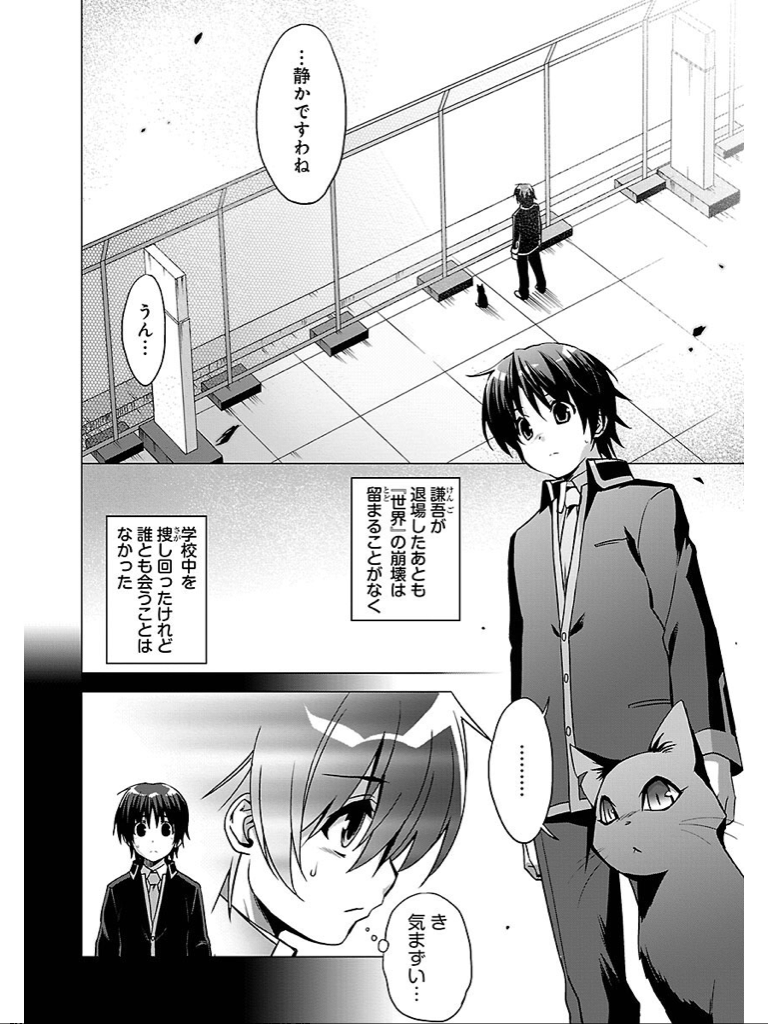 …静かですわね
うん…
謙吾が
退場したあとも
『世界』の崩壊は
留まることがなく
学校中を
捜し回ったけれど
誰とも会うことは
なかった
………
き
気まずい…